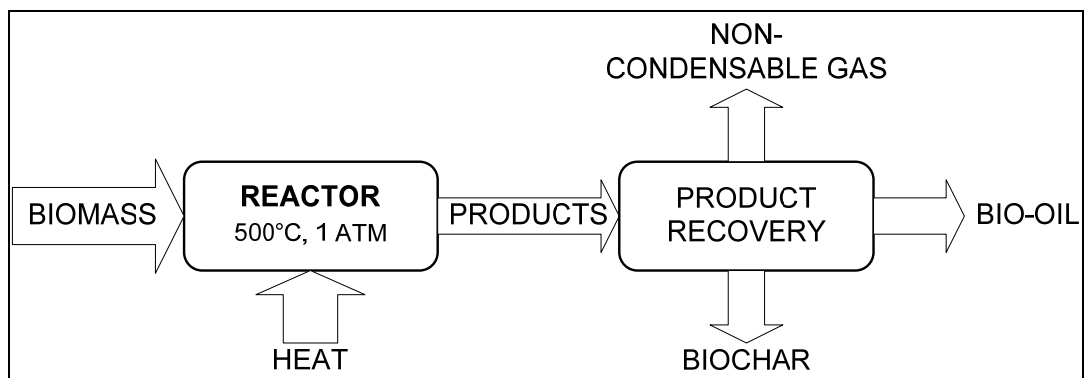 NON-
CONDENSABLE GAS
BIOMASS
REACTOR
500°C, 1 ATM
PRODUCTS
PRODUCT
RECOVERY
BIO-OIL
HEAT
BIOCHAR